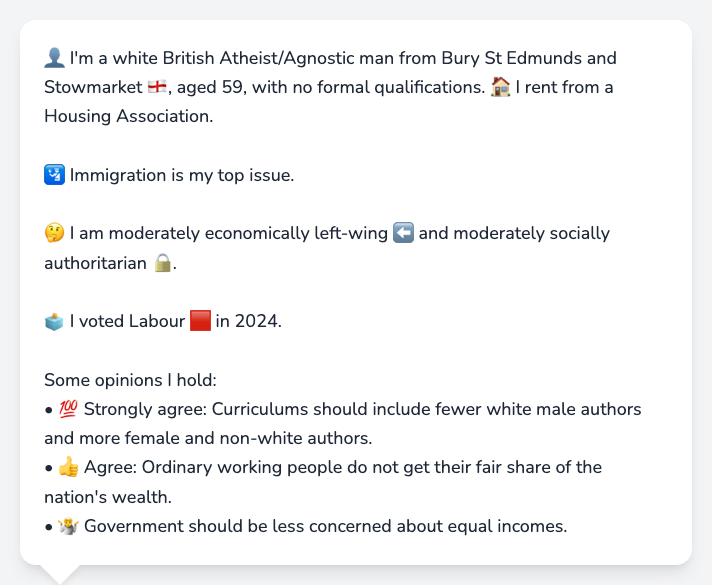 👤 I'm a white British Atheist/Agnostic man from Bury St Edmunds and
Stowmarket 🏴󠁧󠁢󠁥󠁮󠁧󠁿, aged 59, with no formal qualifications. 🏠 I rent from a
Housing Association.
🛂 Immigration is my top issue.
🤔 I am moderately economically left-wing ⬅️ and moderately socially
authoritarian 🔒.
🗳️ I voted Labour 🟥 in 2024.
Some opinions I hold:
• 💯 Strongly agree: Curriculums should include fewer white male authors
and more female and non-white authors.
• 👍 Agree: Ordinary working people do not get their fair share of the
nation's wealth.
• 🤷 Government should be less concerned about equal incomes.